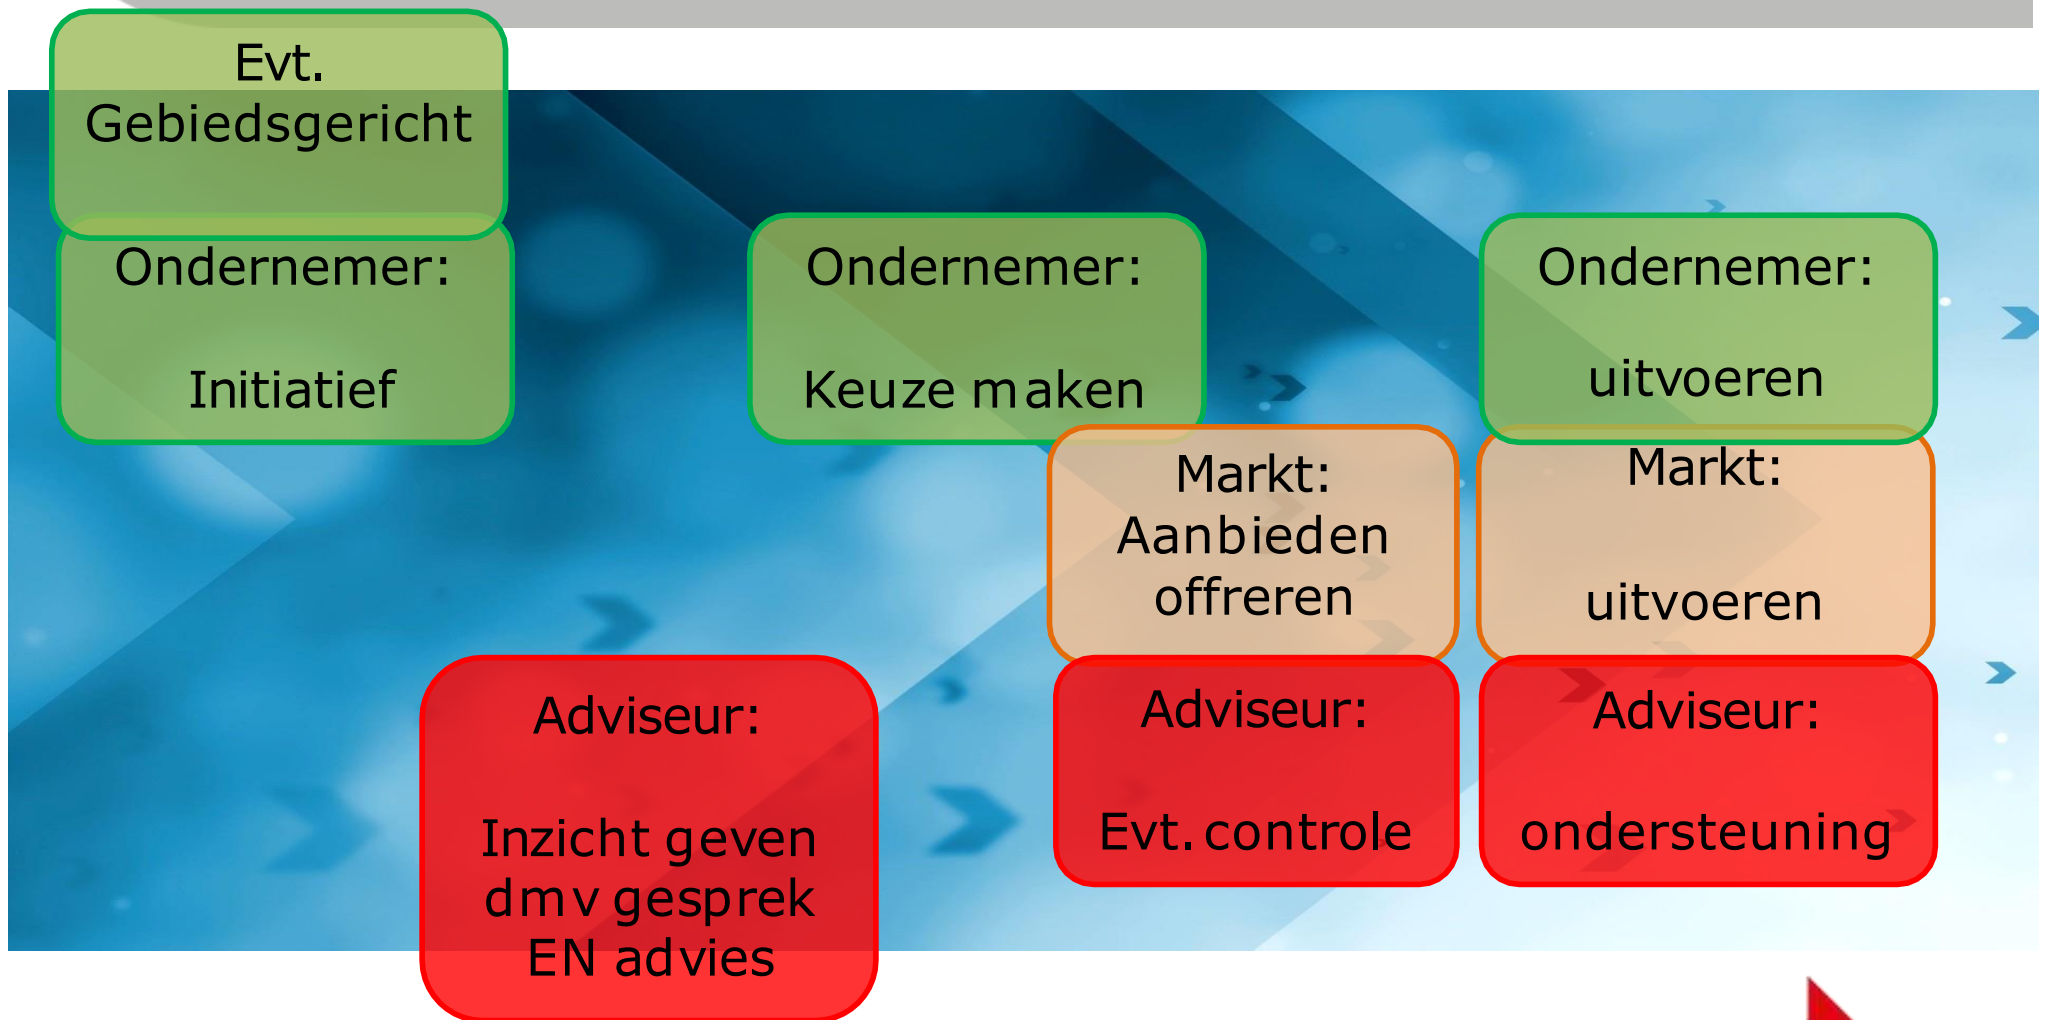 Evt.
Gebiedsgericht
Ondernemer:
Initiatief
Ondernemer:
Keuze maken
Ondernemer:
uitvoeren
Markt:
Aanbieden
offreren
Markt:
uitvoeren
Adviseur:
Inzicht geven
dmv gesprek
EN advies
Adviseur:
Evt. controle
Adviseur:
ondersteuning